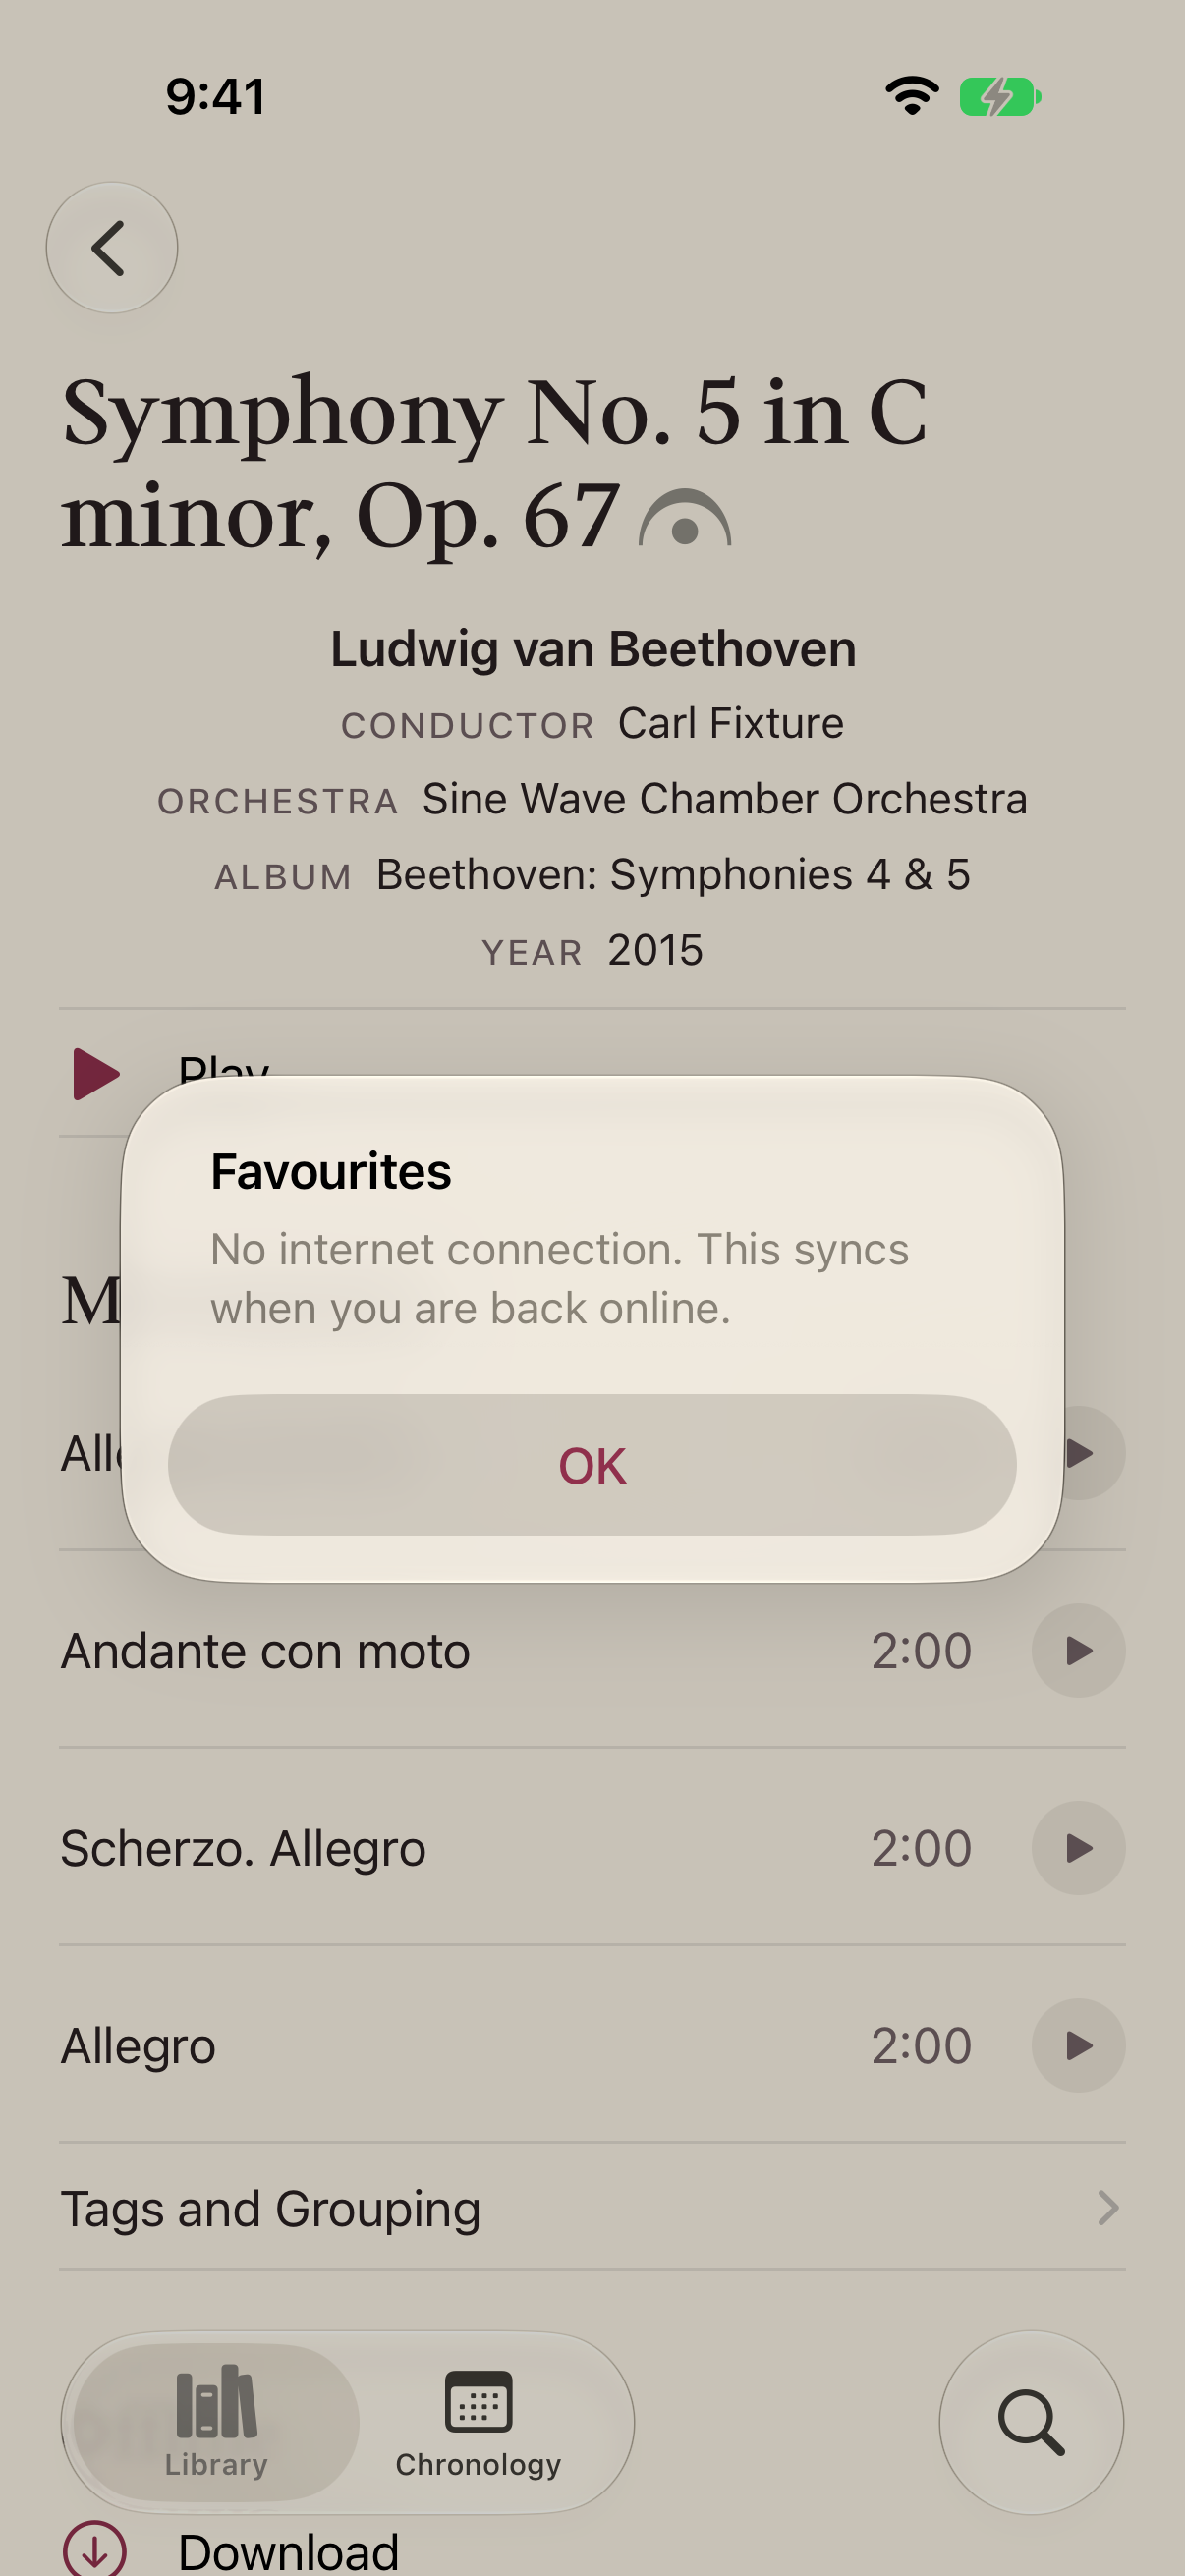 9:41
Symphony No. 5 in C
minor, Op. 67
Ludwig van Beethoven
CONDUCTOR Carl Fixture
ORCHESTRA Sine Wave Chamber Orchestra
ALBUM Beethoven: Symphonies 4 & 5
YEAR 2015
Play
Favourites
No internet connection. This syncs
when you are back online.
OK
Andante con moto 2:00
Scherzo. Allegro 2:00
Allegro 2:00
Tags and Grouping
Library Chronology
Download